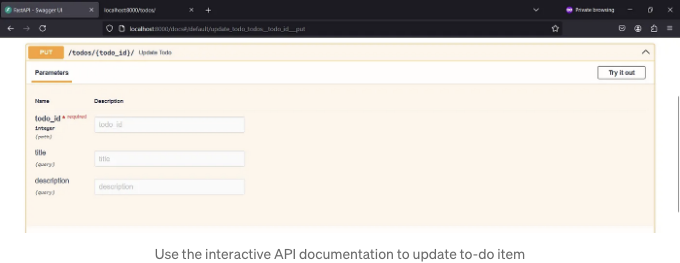 FastAPI - Swagger UI
localhost:8000/todos/
Private browsing
localhost:8000/docs#/default/update_todo_todos__todo_id__put
PUT /todos/{todo_id}/ Update Todo
Parameters
Try it out
Name Description
todo_id * required
integer
(path)
todo_id
title
(query)
title
description
(query)
description
Use the interactive API documentation to update to-do item